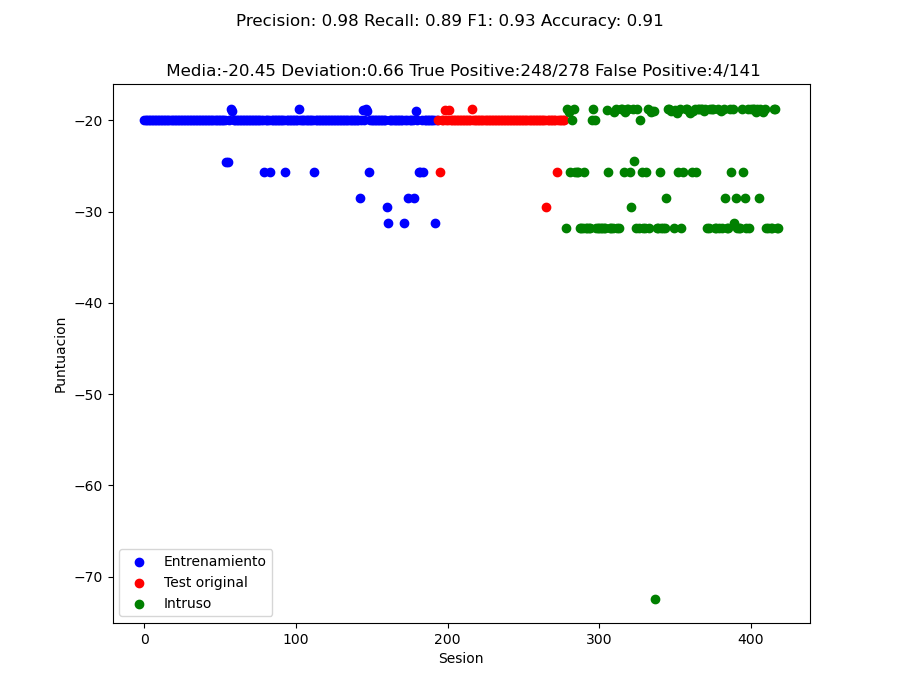 Precision: 0.98 Recall: 0.89 F1: 0.93 Accuracy: 0.91
Media:-20.45 Deviation:0.66 True Positive:248/278 False Positive:4/141
−20
−30
−40
−50
−60
−70
Puntuacion
Entrenamiento
Test original
Intruso
0 100 200 300 400
Sesion